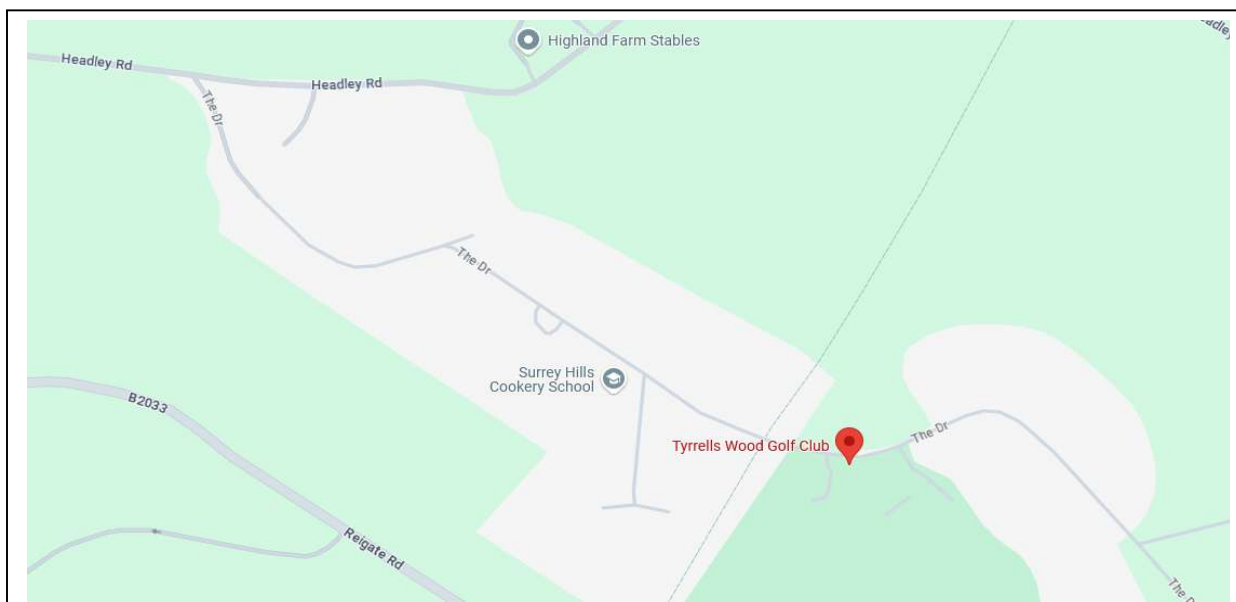 Highland Farm Stables
Headley Rd
Headley Rd
The Dr
The Dr
Surrey Hills
Cookery School
B2033
Tyrrells Wood Golf Club
The Dr
Reigate Rd
The Dr